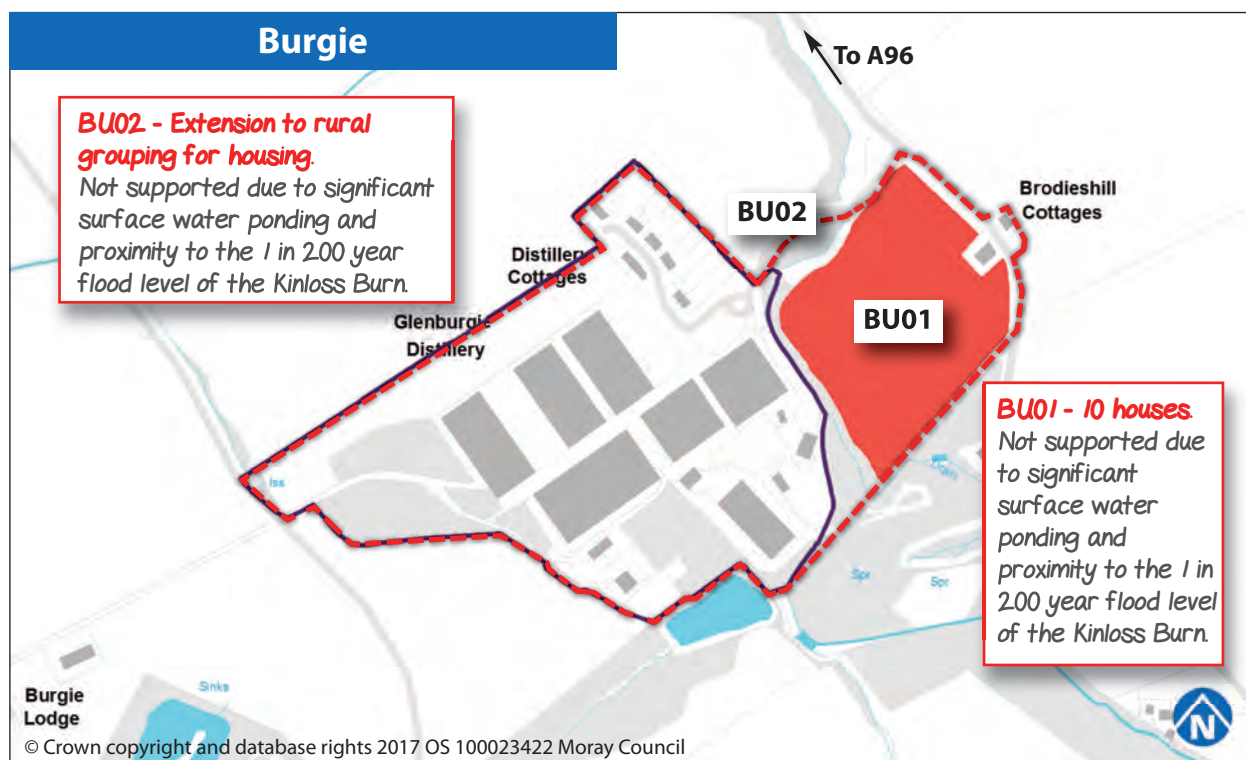 Burgie
To A96
BU02 - Extension to rural
grouping for housing.
Not supported due to significant
surface water ponding and
proximity to the 1 in 200 year
flood level of the Kinloss Burn.
BU02
Brodieshill
Cottages
Distillery
Cottages
BU01
Glenburgie
Distillery
BU01 - 10 houses.
Not supported due
to significant
surface water
ponding and
proximity to the 1 in
200 year flood level
of the Kinloss Burn.
Iss
Spr
Spr
Sinks
Burgie
Lodge
N
© Crown copyright and database rights 2017 OS 100023422 Moray Council